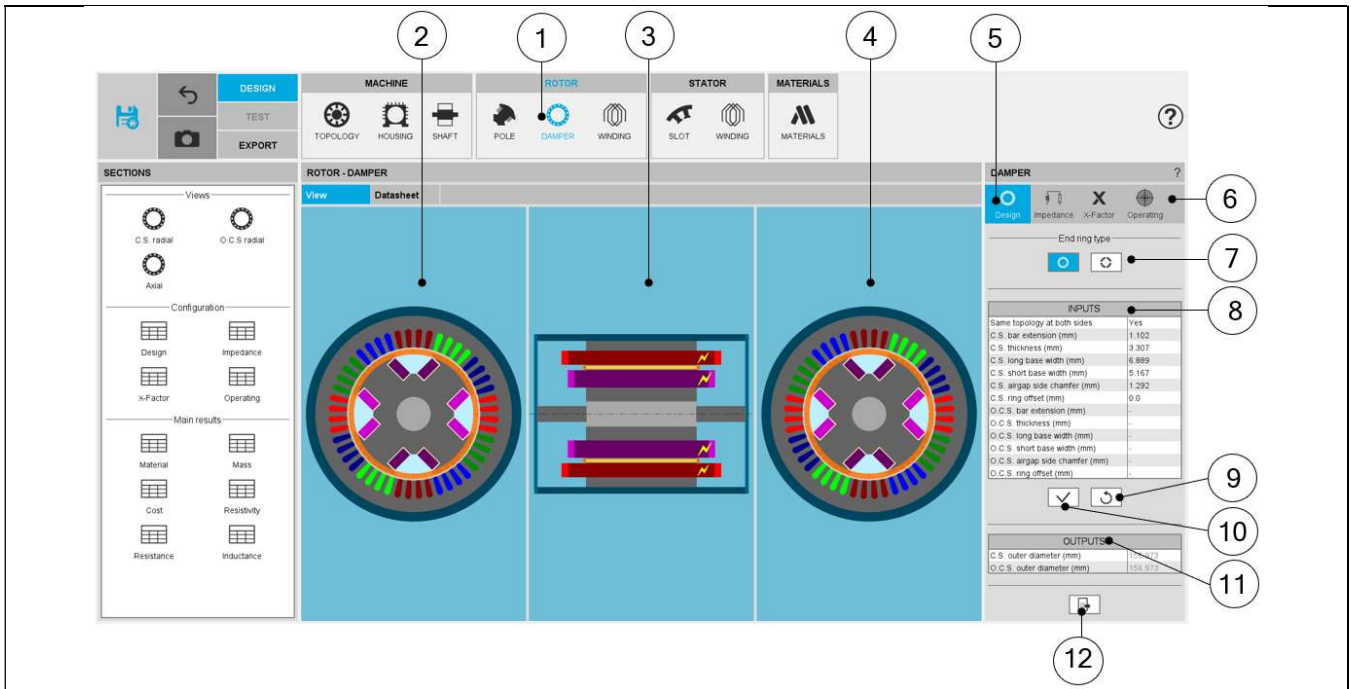 2
1
3
4
5
DESIGN
TEST
EXPORT
MACHINE
TOPOLOGY
HOUSING
SHAFT
ROTOR
POLE
DAMPER
WINDING
STATOR
SLOT
WINDING
MATERIALS
MATERIALS
?
SECTIONS
Views
C.S. radial
O.C.S radial
Axial
Configuration
Design
Impedance
X-Factor
Operating
Main results
Material
Mass
Cost
Resistivity
Resistance
Inductance
ROTOR - DAMPER
View
Datasheet
DAMPER
?
Design
Impedance
X
X-Factor
Operating
6
End ring type
7
INPUTS
8
Same topology at both sides Yes
C.S. bar extension (mm) 1.102
C.S. thickness (mm) 3.307
C.S. long base width (mm) 6.889
C.S. short base width (mm) 5.167
C.S. airgap side chamfer (mm) 1.292
C.S. ring offset (mm) 0.0
O.C.S. bar extension (mm) -
O.C.S. thickness (mm) -
O.C.S. long base width (mm) -
O.C.S. short base width (mm) -
O.C.S. airgap side chamfer (mm) -
O.C.S. ring offset (mm) -
9
10
OUTPUTS
C.S. outer diameter (mm) 156.973
O.C.S. outer diameter (mm) 156.973
11
12